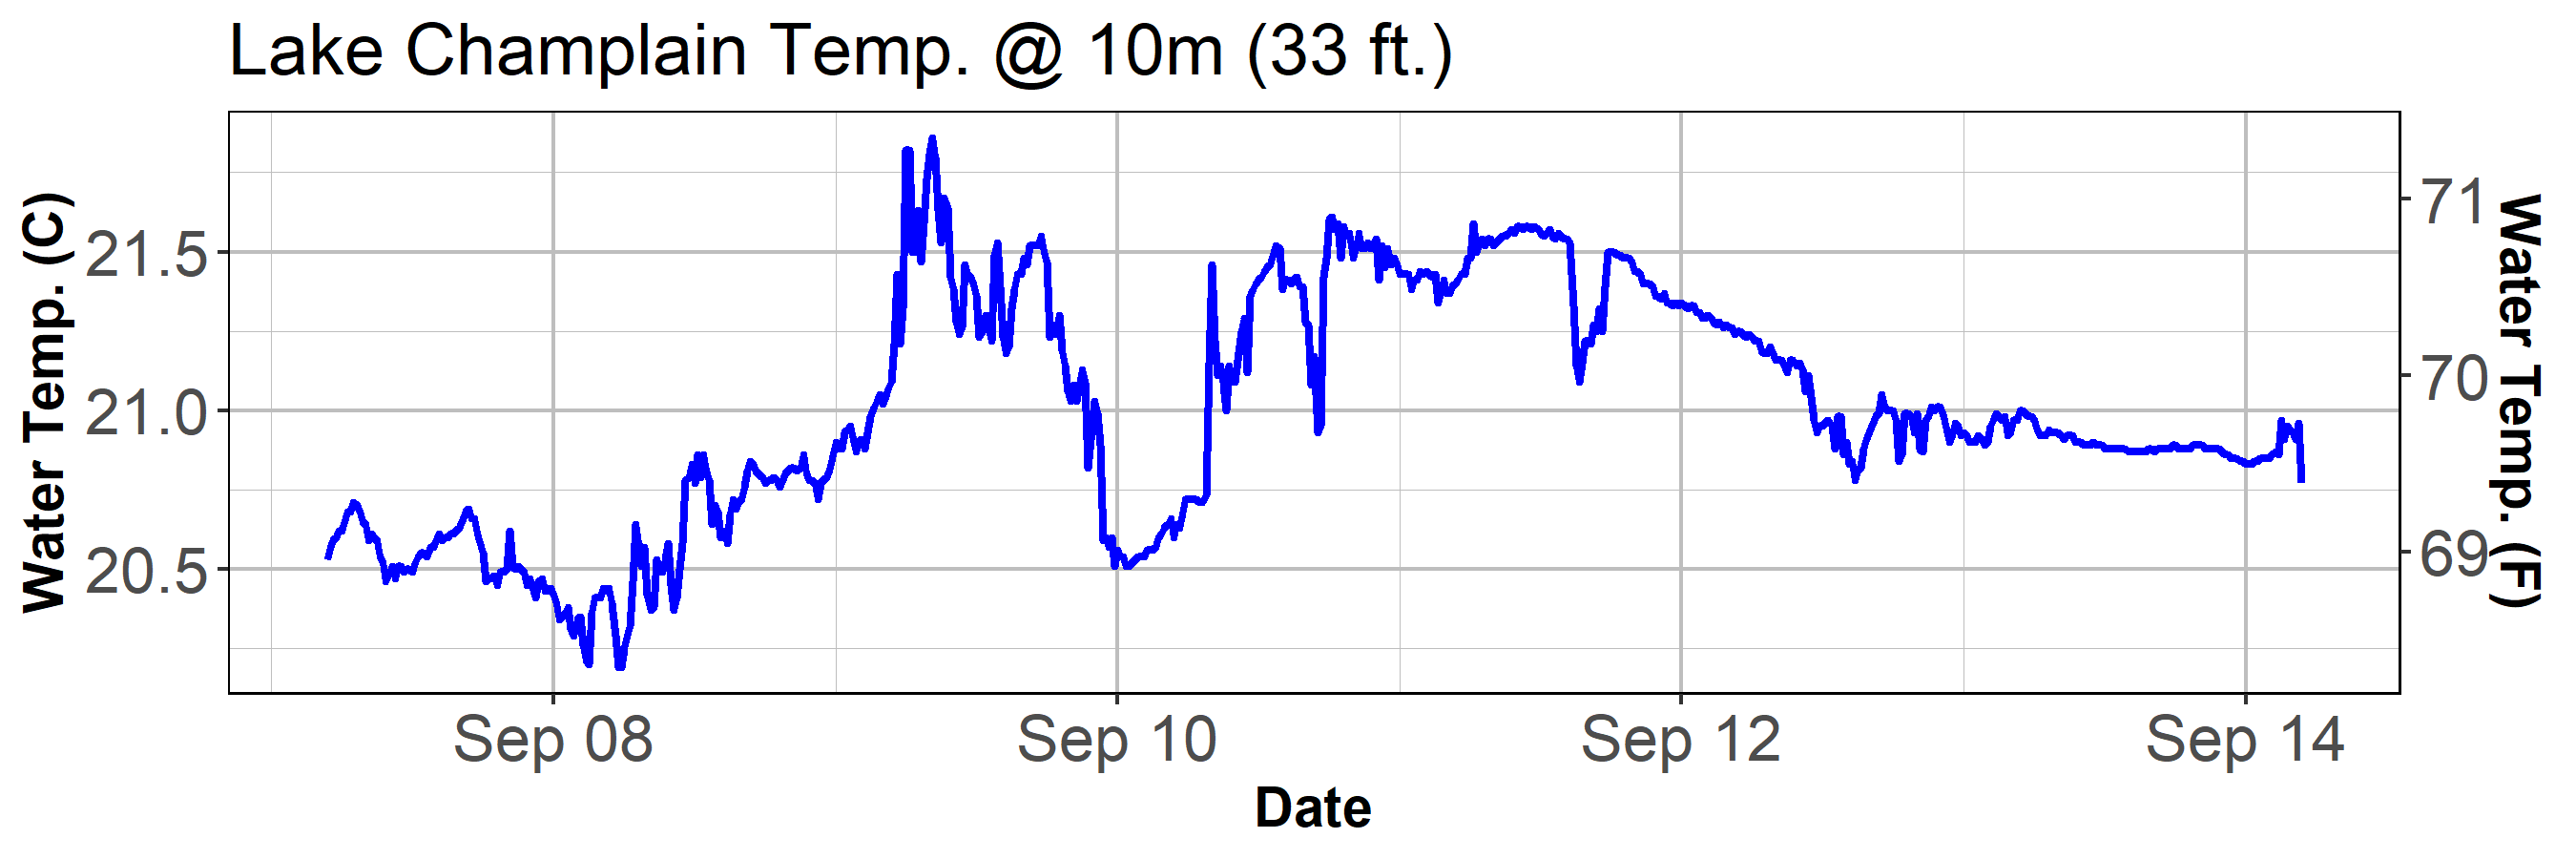 Lake Champlain Temp. @ 10m (33 ft.)
Water Temp. (C)
21.5
21.0
20.5
71
70
69
Water Temp. (F)
Sep 08
Sep 10
Sep 12
Sep 14
Date